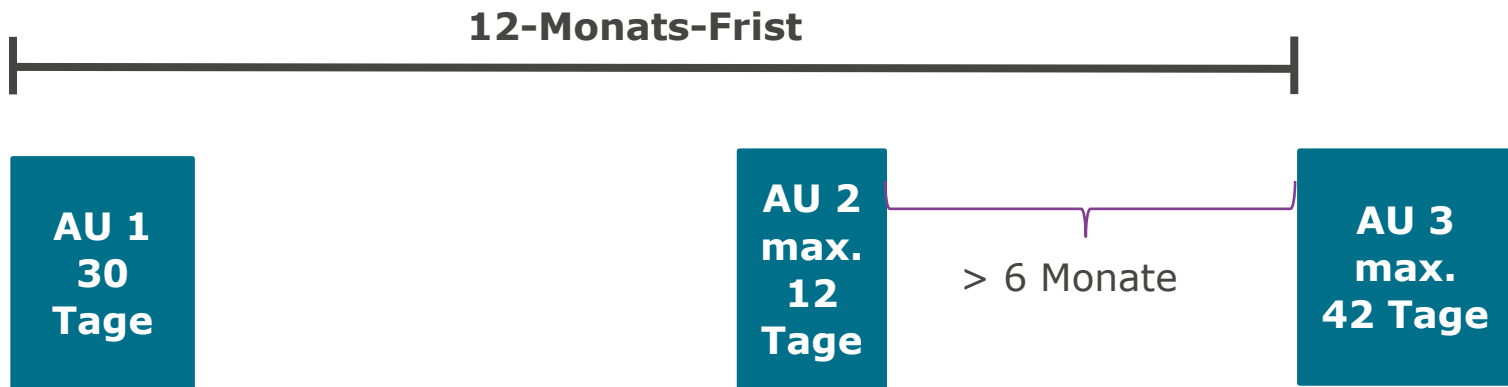 12-Monats-Frist
AU 1
30
Tage
AU 2
max.
12
Tage
> 6 Monate
AU 3
max.
42 Tage